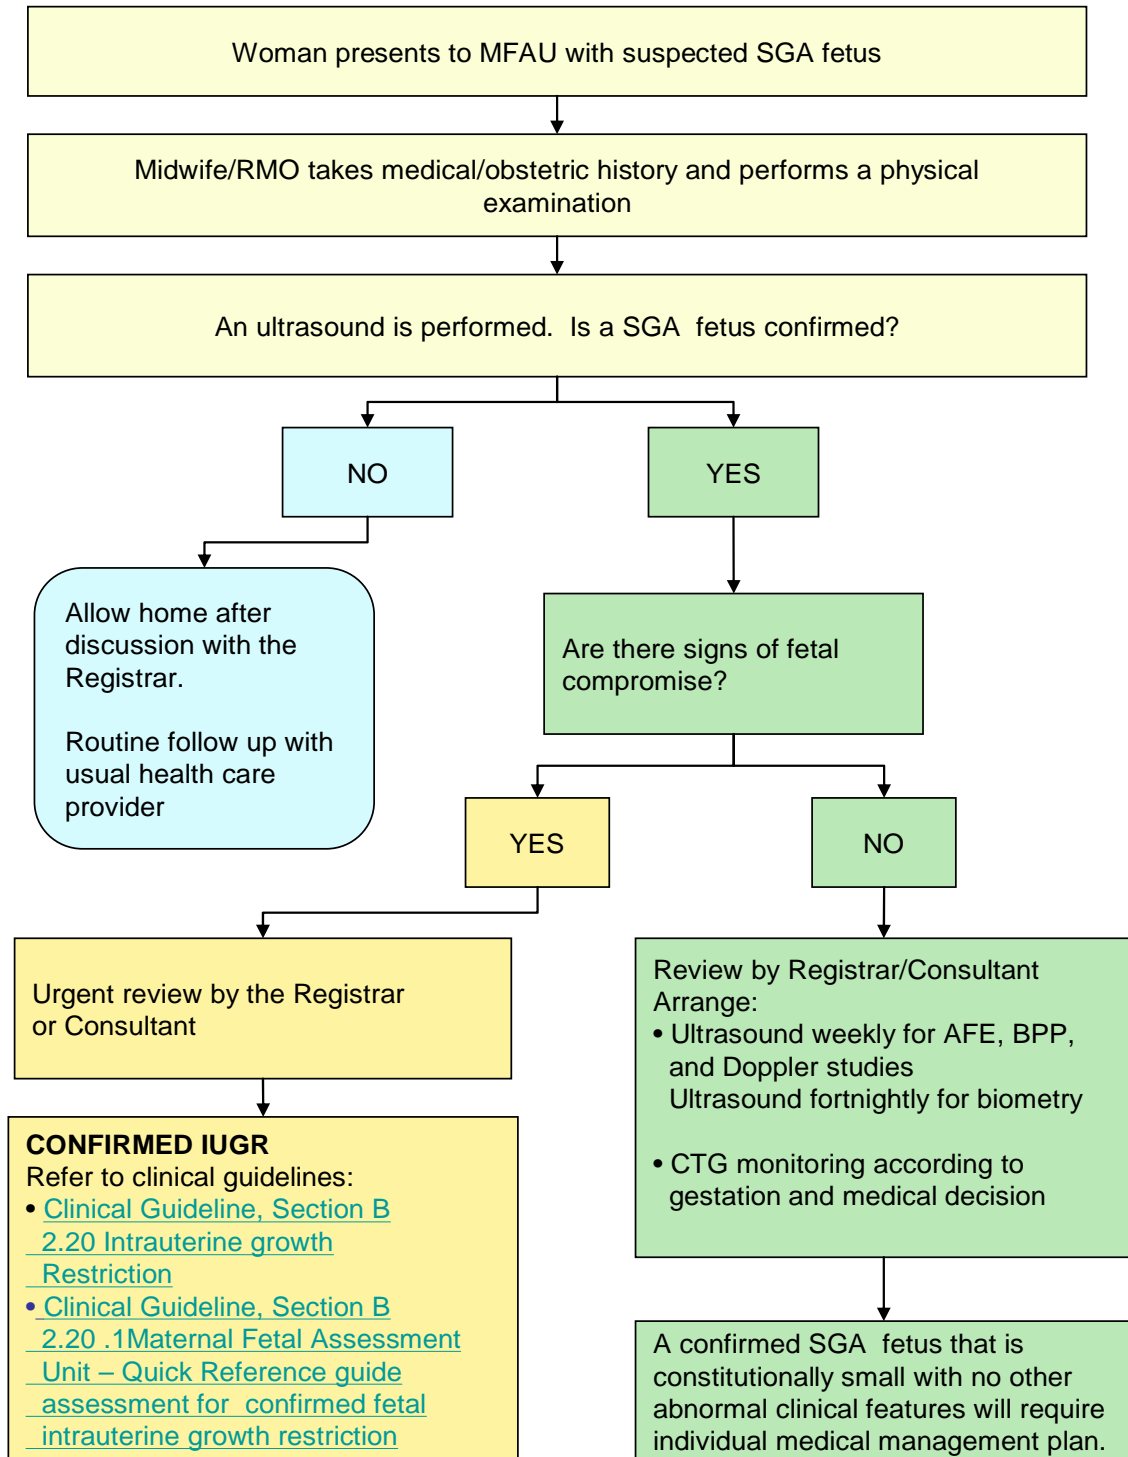 Woman presents to MFAU with suspected SGA fetus
Midwife/RMO takes medical/obstetric history and performs a physical
examination
An ultrasound is performed.  Is a SGA  fetus confirmed?
NO
YES
Allow home after
discussion with the
Registrar.
Routine follow up with
usual health care
provider
Are there signs of fetal
compromise?
YES
NO
Urgent review by the Registrar
or Consultant
Review by Registrar/Consultant
Arrange:
• Ultrasound weekly for AFE, BPP,
and Doppler studies
Ultrasound fortnightly for biometry
• CTG monitoring according to
gestation and medical decision
CONFIRMED IUGR
Refer to clinical guidelines:
• Clinical Guideline, Section B
2.20 Intrauterine growth
Restriction
• Clinical Guideline, Section B
2.20 .1Maternal Fetal Assessment
Unit – Quick Reference guide
assessment for  confirmed fetal
intrauterine growth restriction
A confirmed SGA  fetus that is
constitutionally small with no other
abnormal clinical features will require
individual medical management plan.